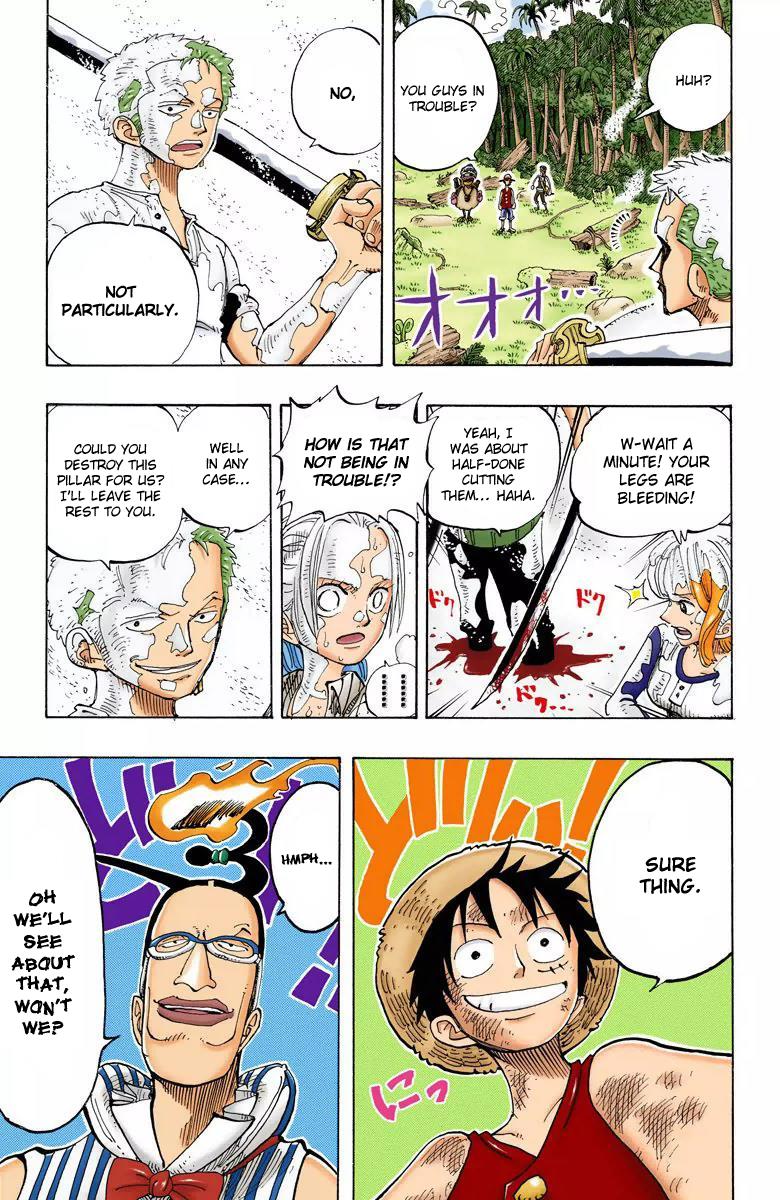 HUH?
YOU GUYS IN
TROUBLE?
オオオ…
NO,
NOT
PARTICULARLY.
W-WAIT A
MINUTE! YOUR
LEGS ARE
BLEEDING!
YEAH, I
WAS ABOUT
HALF-DONE
CUTTING
THEM... HAHA.
ドク
ドク
ドク…
HOW IS THAT
NOT BEING IN
TROUBLE!?
!!
WELL
IN ANY
CASE...
COULD YOU
DESTROY THIS
PILLAR FOR US?
I'LL LEAVE THE
REST TO YOU.
SURE
THING.
にっ
HMPH...
OH
WE'LL
SEE
ABOUT
THAT,
WON'T
WE?